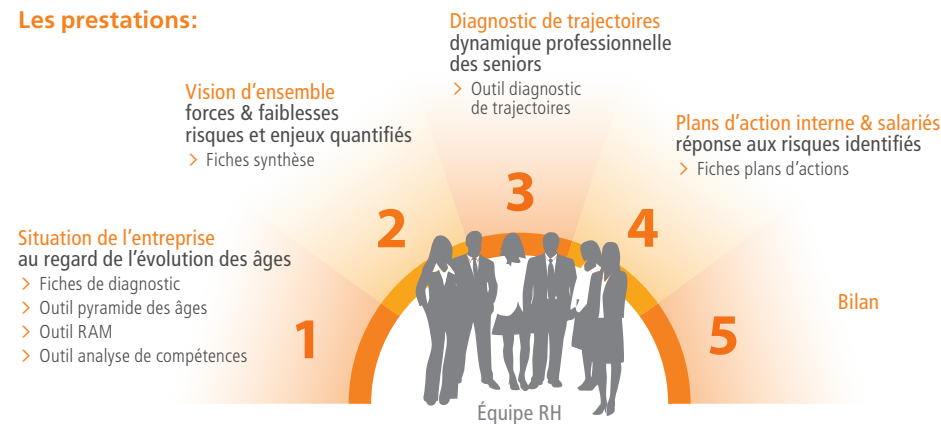 Les prestations:
1
Situation de l'entreprise
au regard de l'évolution des âges
> Fiches de diagnostic
> Outil pyramide des âges
> Outil RAM
> Outil analyse de compétences
2
Vision d'ensemble
forces & faiblesses
risques et enjeux quantifiés
> Fiches synthèse
3
Diagnostic de trajectoires
dynamique professionnelle
des seniors
> Outil diagnostic
de trajectoires
4
Plans d'action interne & salariés
réponse aux risques identifiés
> Fiches plans d'actions
5
Bilan
Équipe RH